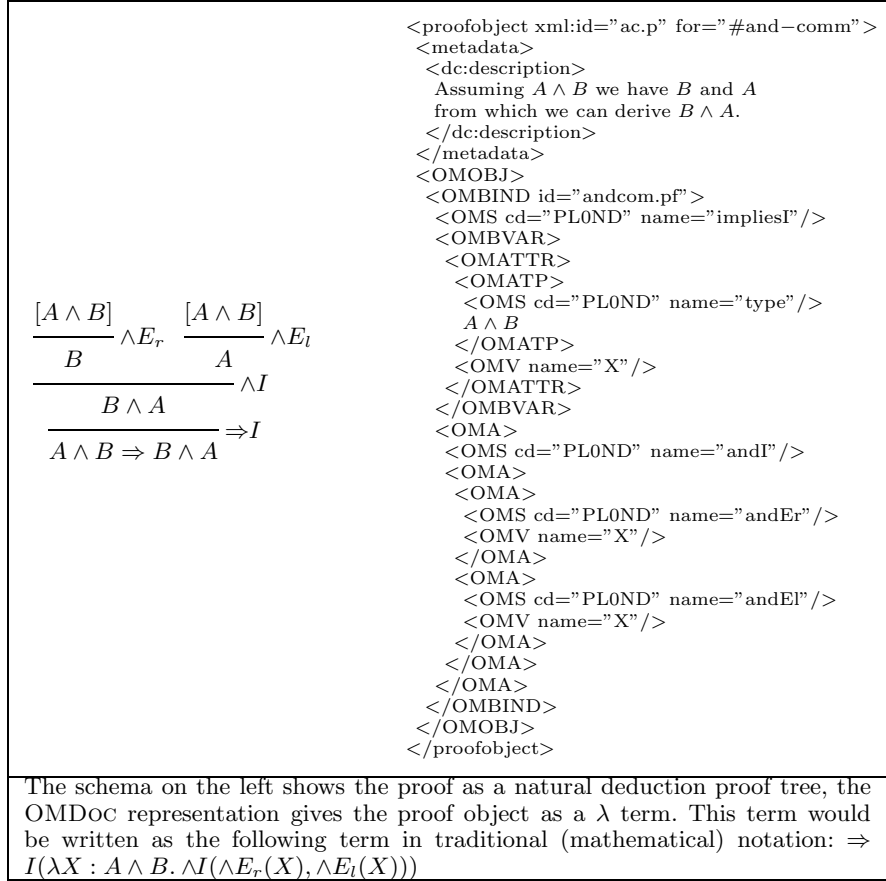 [A ∧ B] ∧E_r [A ∧ B] ∧E_l
B A
∧I
B ∧ A
⇒I
A ∧ B ⇒ B ∧ A
<proofobject xml:id="ac.p" for="#and−comm">
<metadata>
<dc:description>
Assuming A ∧ B we have B and A
from which we can derive B ∧ A.
</dc:description>
</metadata>
<OMOBJ>
<OMBIND id="andcom.pf">
<OMS cd="PL0ND" name="impliesI"/>
<OMBVAR>
<OMATTR>
<OMATP>
<OMS cd="PL0ND" name="type"/>
A ∧ B
</OMATP>
<OMV name="X"/>
</OMATTR>
</OMBVAR>
<OMA>
<OMS cd="PL0ND" name="andI"/>
<OMA>
<OMA>
<OMS cd="PL0ND" name="andEr"/>
<OMV name="X"/>
</OMA>
<OMA>
<OMS cd="PL0ND" name="andEl"/>
<OMV name="X"/>
</OMA>
</OMA>
</OMA>
</OMBIND>
</OMOBJ>
</proofobject>
The schema on the left shows the proof as a natural deduction proof tree, the
OMDoc representation gives the proof object as a λ term. This term would
be written as the following term in traditional (mathematical) notation: ⇒
I(λX : A ∧ B. ∧I(∧E_r(X), ∧E_l(X)))